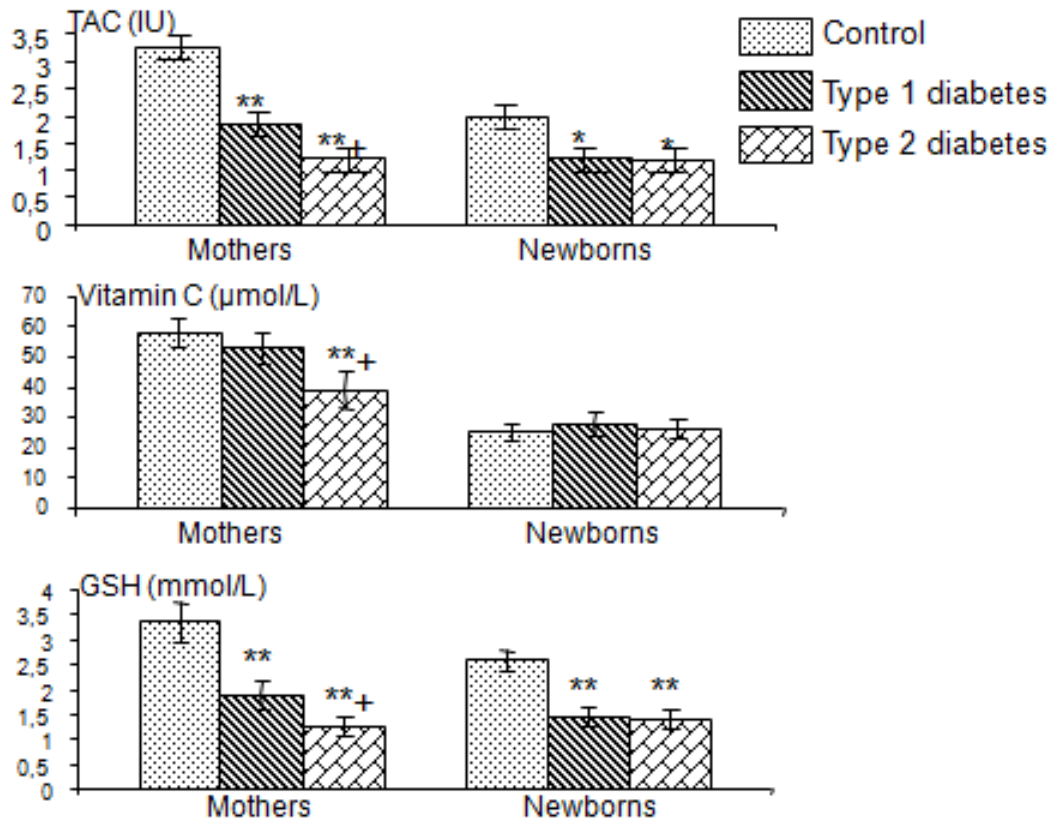 TAC (IU)
3,5
3
2,5
2
1,5
1
0,5
0
**
**+
*
*
Mothers
Newborns
Control
Type 1 diabetes
Type 2 diabetes
Vitamin C (µmol/L)
70
60
50
40
30
20
10
0
**+
Mothers
Newborns
GSH (mmol/L)
4
3,5
3
2,5
2
1,5
1
0,5
0
**
**+
**
**
Mothers
Newborns